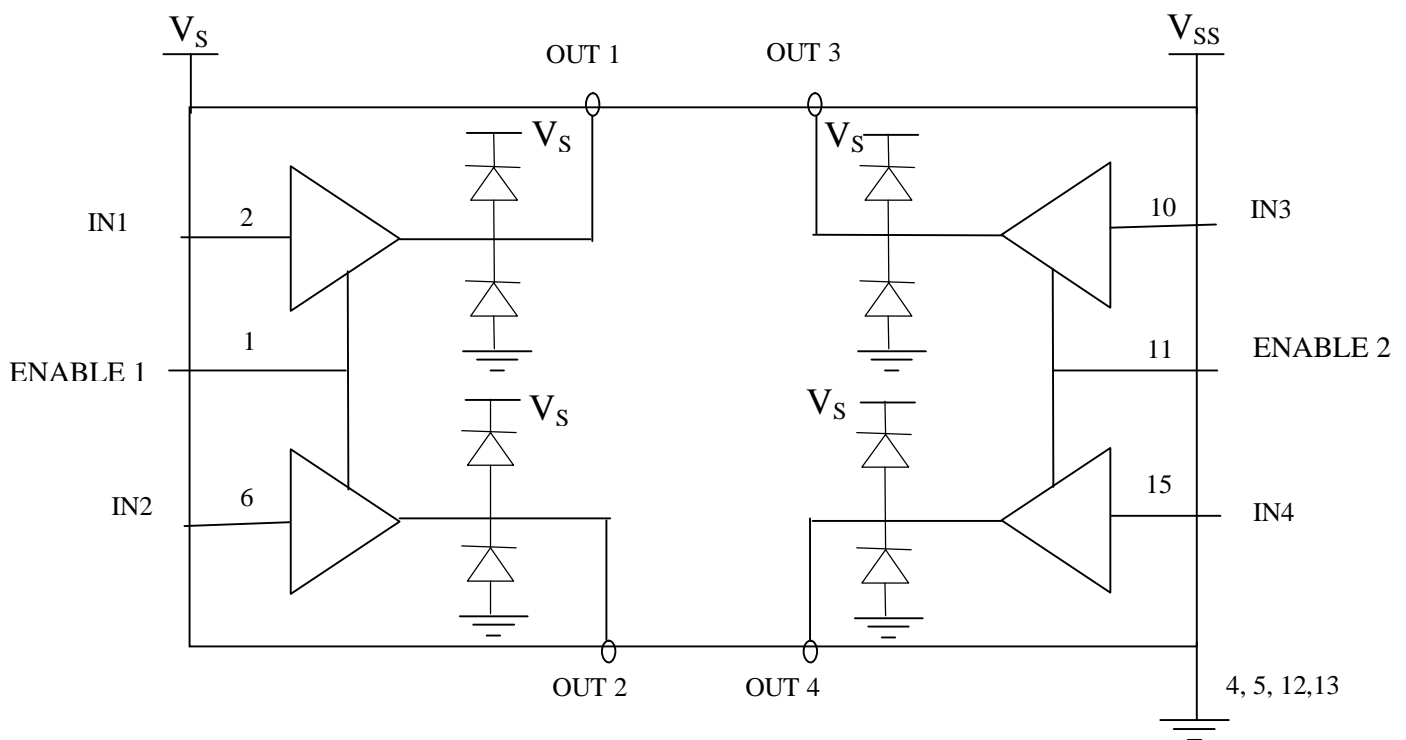 V_S
V_SS
OUT 1
OUT 3
V_S
V_S
IN1
2
10
IN3
1
11
ENABLE 1
ENABLE 2
V_S
V_S
IN2
6
15
IN4
OUT 2
OUT 4
4, 5, 12,13